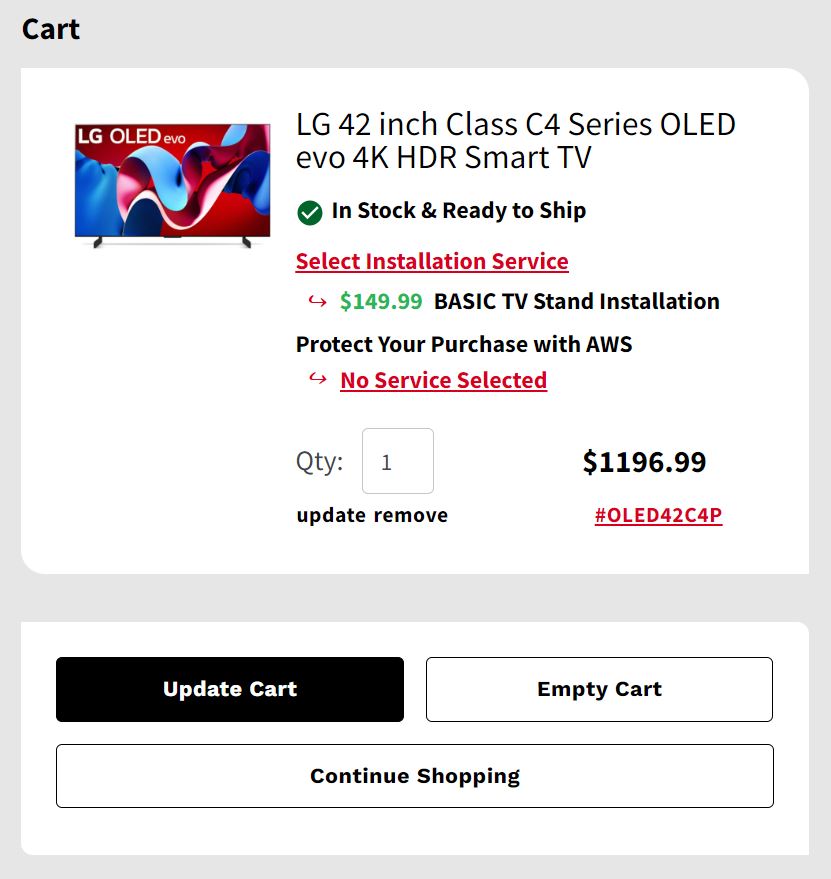 Cart
LG OLED evo
LG 42 inch Class C4 Series OLED
evo 4K HDR Smart TV
In Stock & Ready to Ship
Select Installation Service
↪ $149.99 BASIC TV Stand Installation
Protect Your Purchase with AWS
↪ No Service Selected
Qty: 1 $1196.99
update remove #OLED42C4P
Update Cart Empty Cart
Continue Shopping